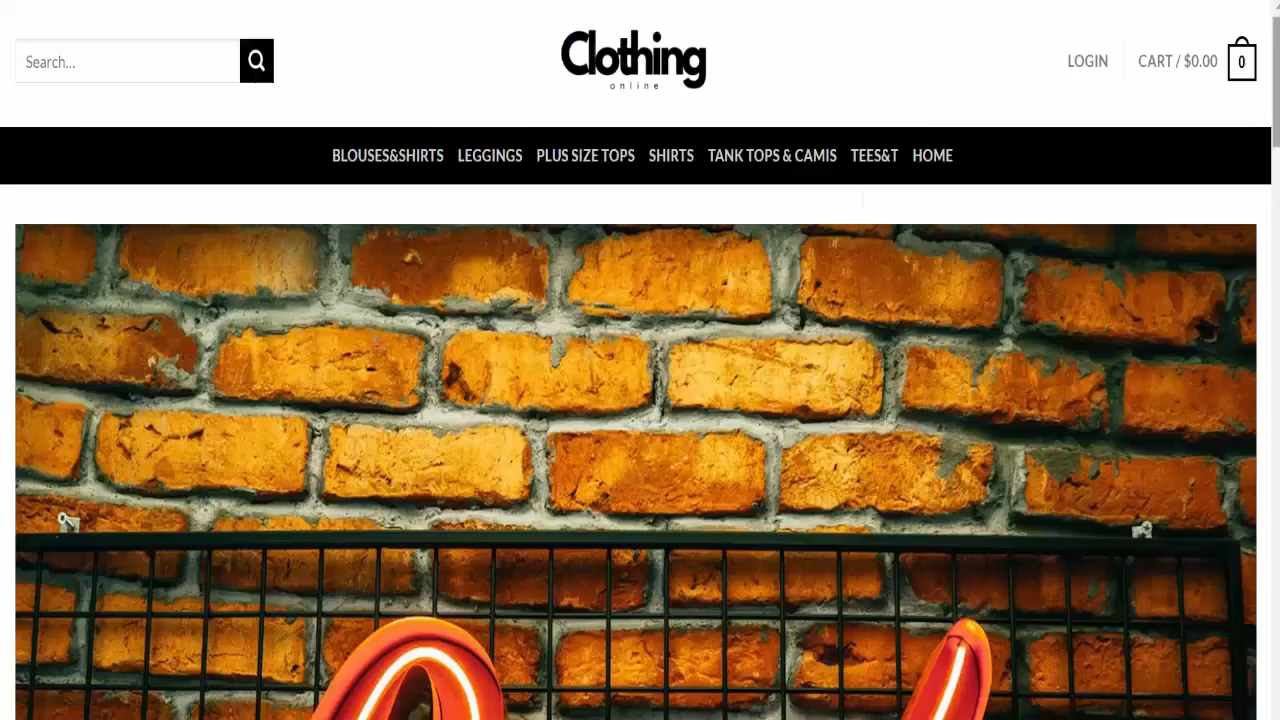 Search...
Clothing
online
LOGIN
CART / $0.00
0
BLOUSES&SHIRTS LEGGINGS PLUS SIZE TOPS SHIRTS TANK TOPS & CAMIS TEES&T HOME